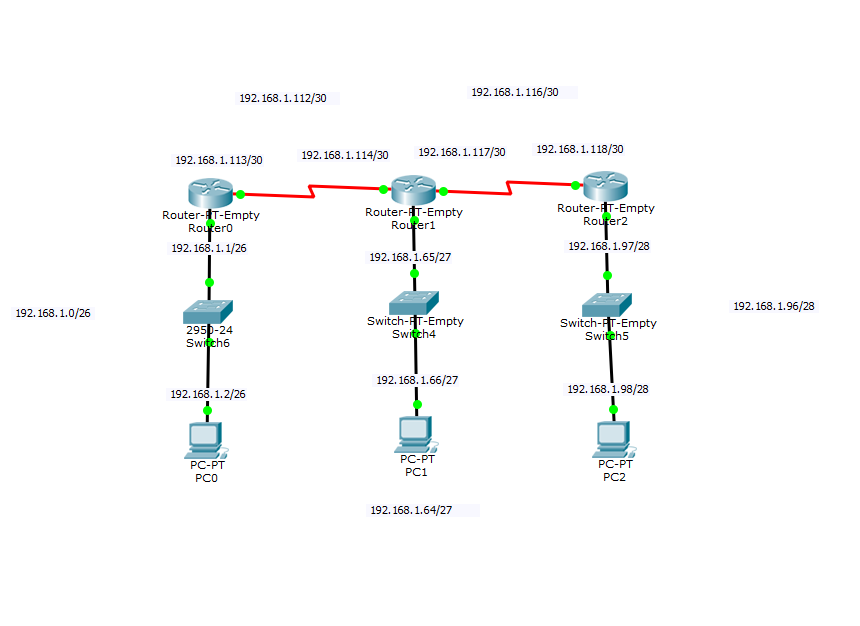 192.168.1.112/30
192.168.1.116/30
192.168.1.113/30
192.168.1.114/30
192.168.1.117/30
192.168.1.118/30
Router-PT-Empty
Router0
Router-PT-Empty
Router1
Router-PT-Empty
Router2
192.168.1.1/26
192.168.1.65/27
192.168.1.97/28
192.168.1.0/26
2950-24
Switch6
Switch-PT-Empty
Switch4
Switch-PT-Empty
Switch5
192.168.1.96/28
192.168.1.2/26
192.168.1.66/27
192.168.1.98/28
PC-PT
PC0
PC-PT
PC1
PC-PT
PC2
192.168.1.64/27